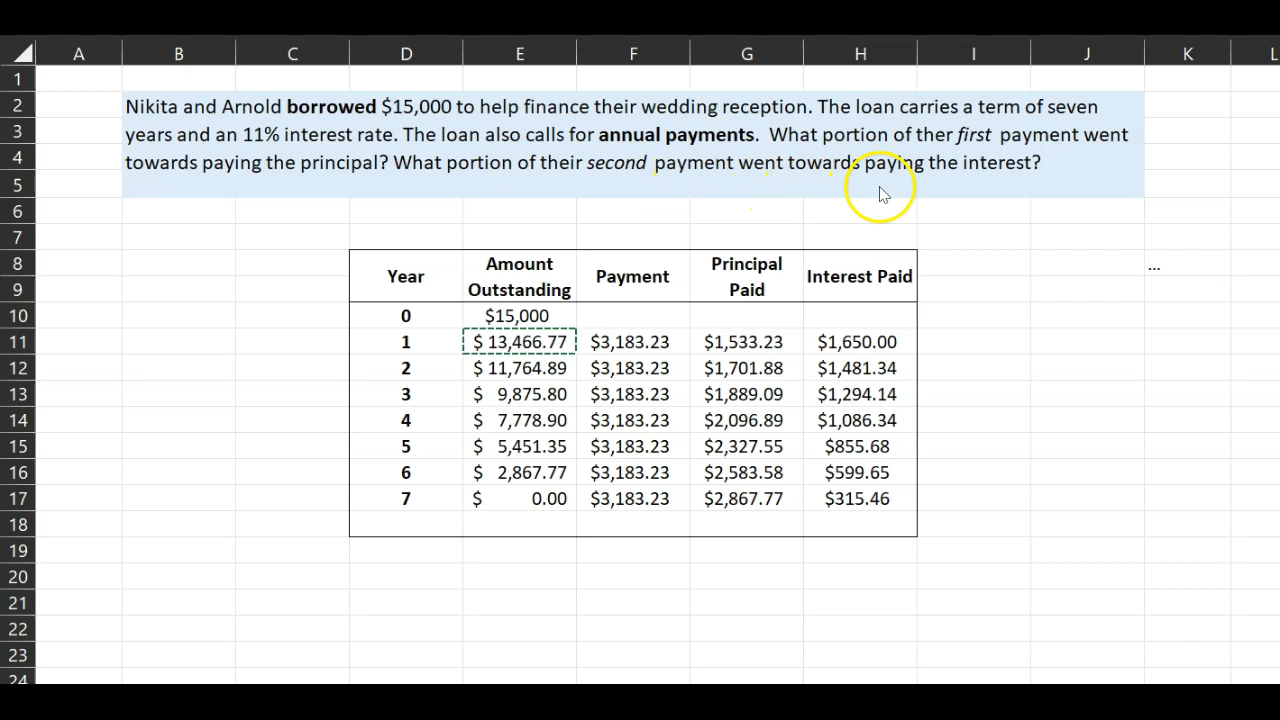 A B C D E F G H I J K L
1
2 Nikita and Arnold borrowed $15,000 to help finance their wedding reception. The loan carries a term of seven
3 years and an 11% interest rate. The loan also calls for annual payments. What portion of ther first payment went
4 towards paying the principal? What portion of their second payment went towards paying the interest?
5
6
7
8 Year Amount Outstanding Payment Principal Paid Interest Paid ...
9
10 0 $15,000
11 1 $ 13,466.77 $3,183.23 $1,533.23 $1,650.00
12 2 $ 11,764.89 $3,183.23 $1,701.88 $1,481.34
13 3 $ 9,875.80 $3,183.23 $1,889.09 $1,294.14
14 4 $ 7,778.90 $3,183.23 $2,096.89 $1,086.34
15 5 $ 5,451.35 $3,183.23 $2,327.55 $855.68
16 6 $ 2,867.77 $3,183.23 $2,583.58 $599.65
17 7 $ 0.00 $3,183.23 $2,867.77 $315.46
18
19
20
21
22
23
24